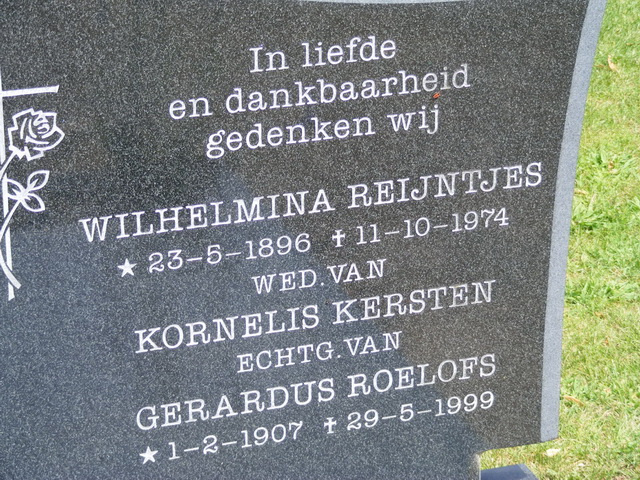 In liefde
en dankbaarheid
gedenken wij
WILHELMINA REIJNTJES
★ 23-5-1896 ✝ 11-10-1974
WED.VAN
KORNELIS KERSTEN
ECHTG.VAN
GERARDUS ROELOFS
★ 1-2-1907 ✝ 29-5-1999